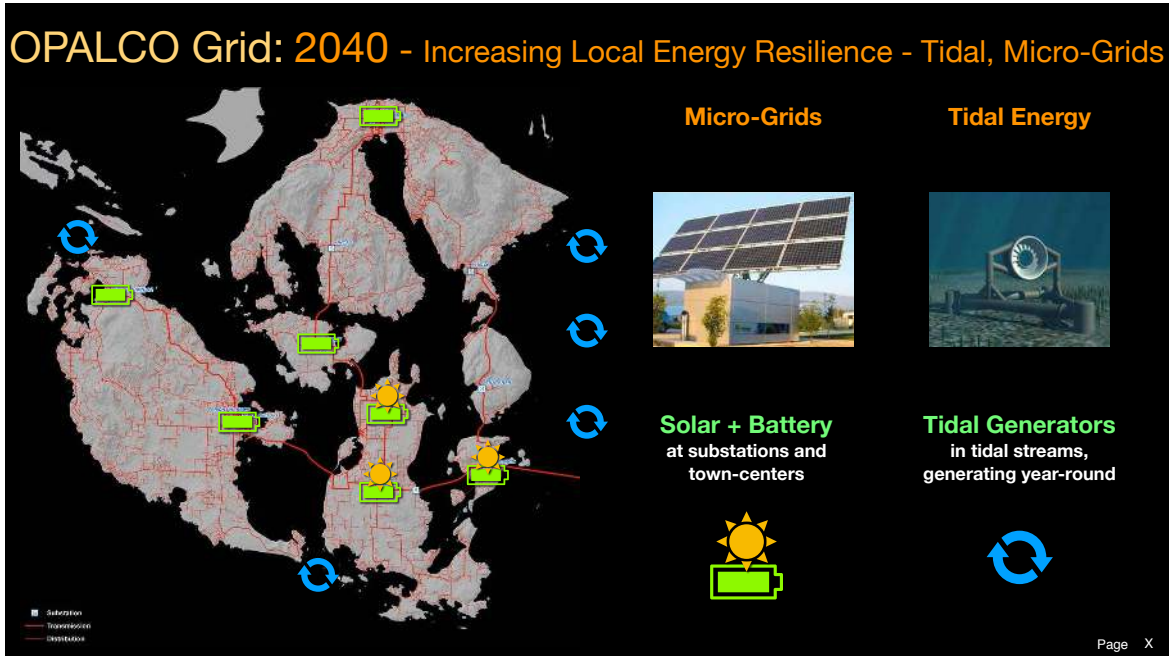 OPALCO Grid: 2040 - Increasing Local Energy Resilience - Tidal, Micro-Grids
Micro-Grids
Tidal Energy
Solar + Battery
at substations and
town-centers
Tidal Generators
in tidal streams,
generating year-round
Substation
Transmission
Distribution
Page X